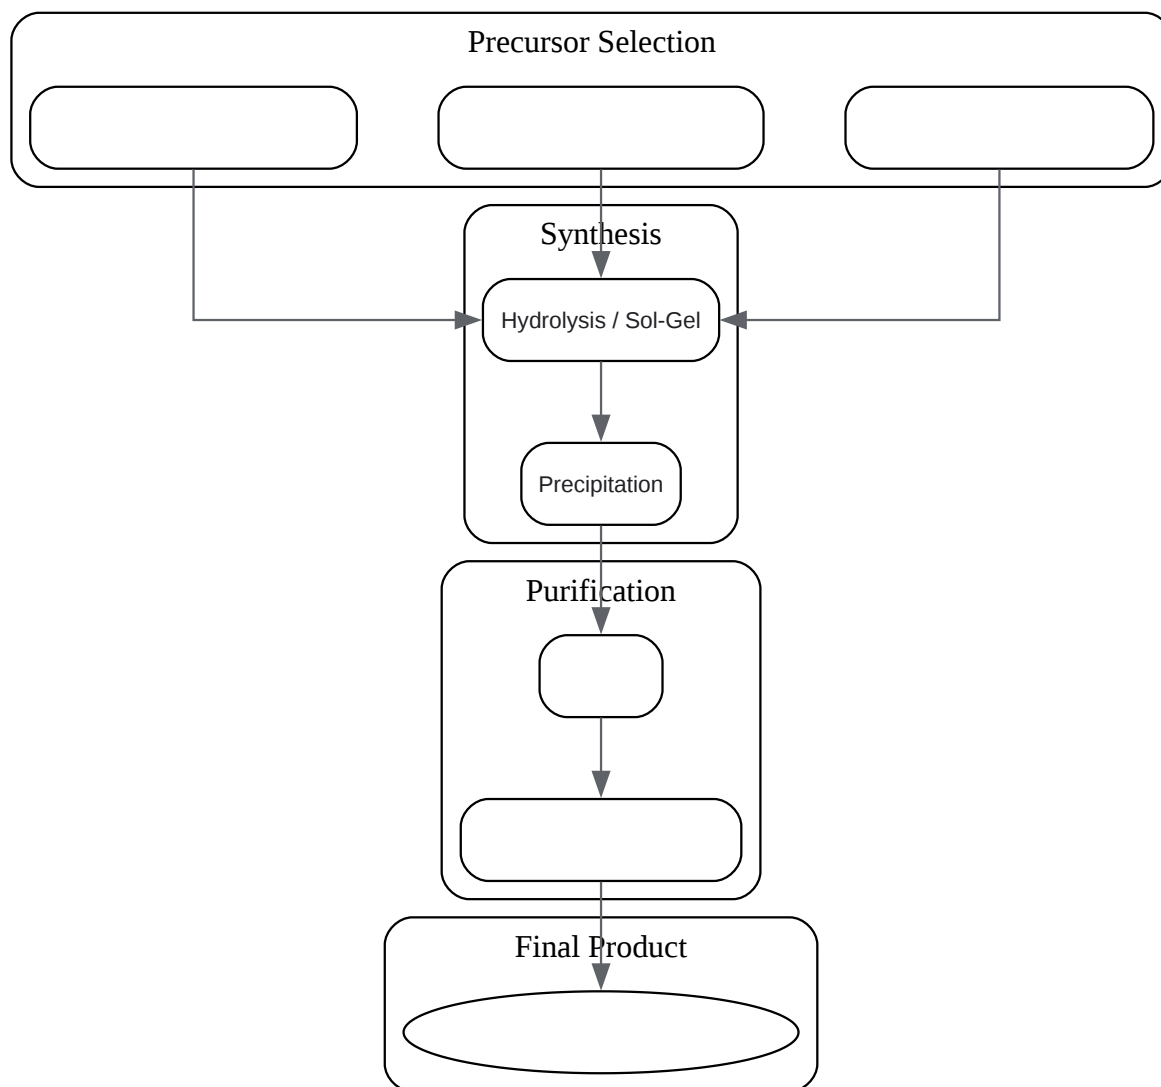 Precursor Selection
Synthesis
Hydrolysis / Sol-Gel
Precipitation
Purification
Final Product